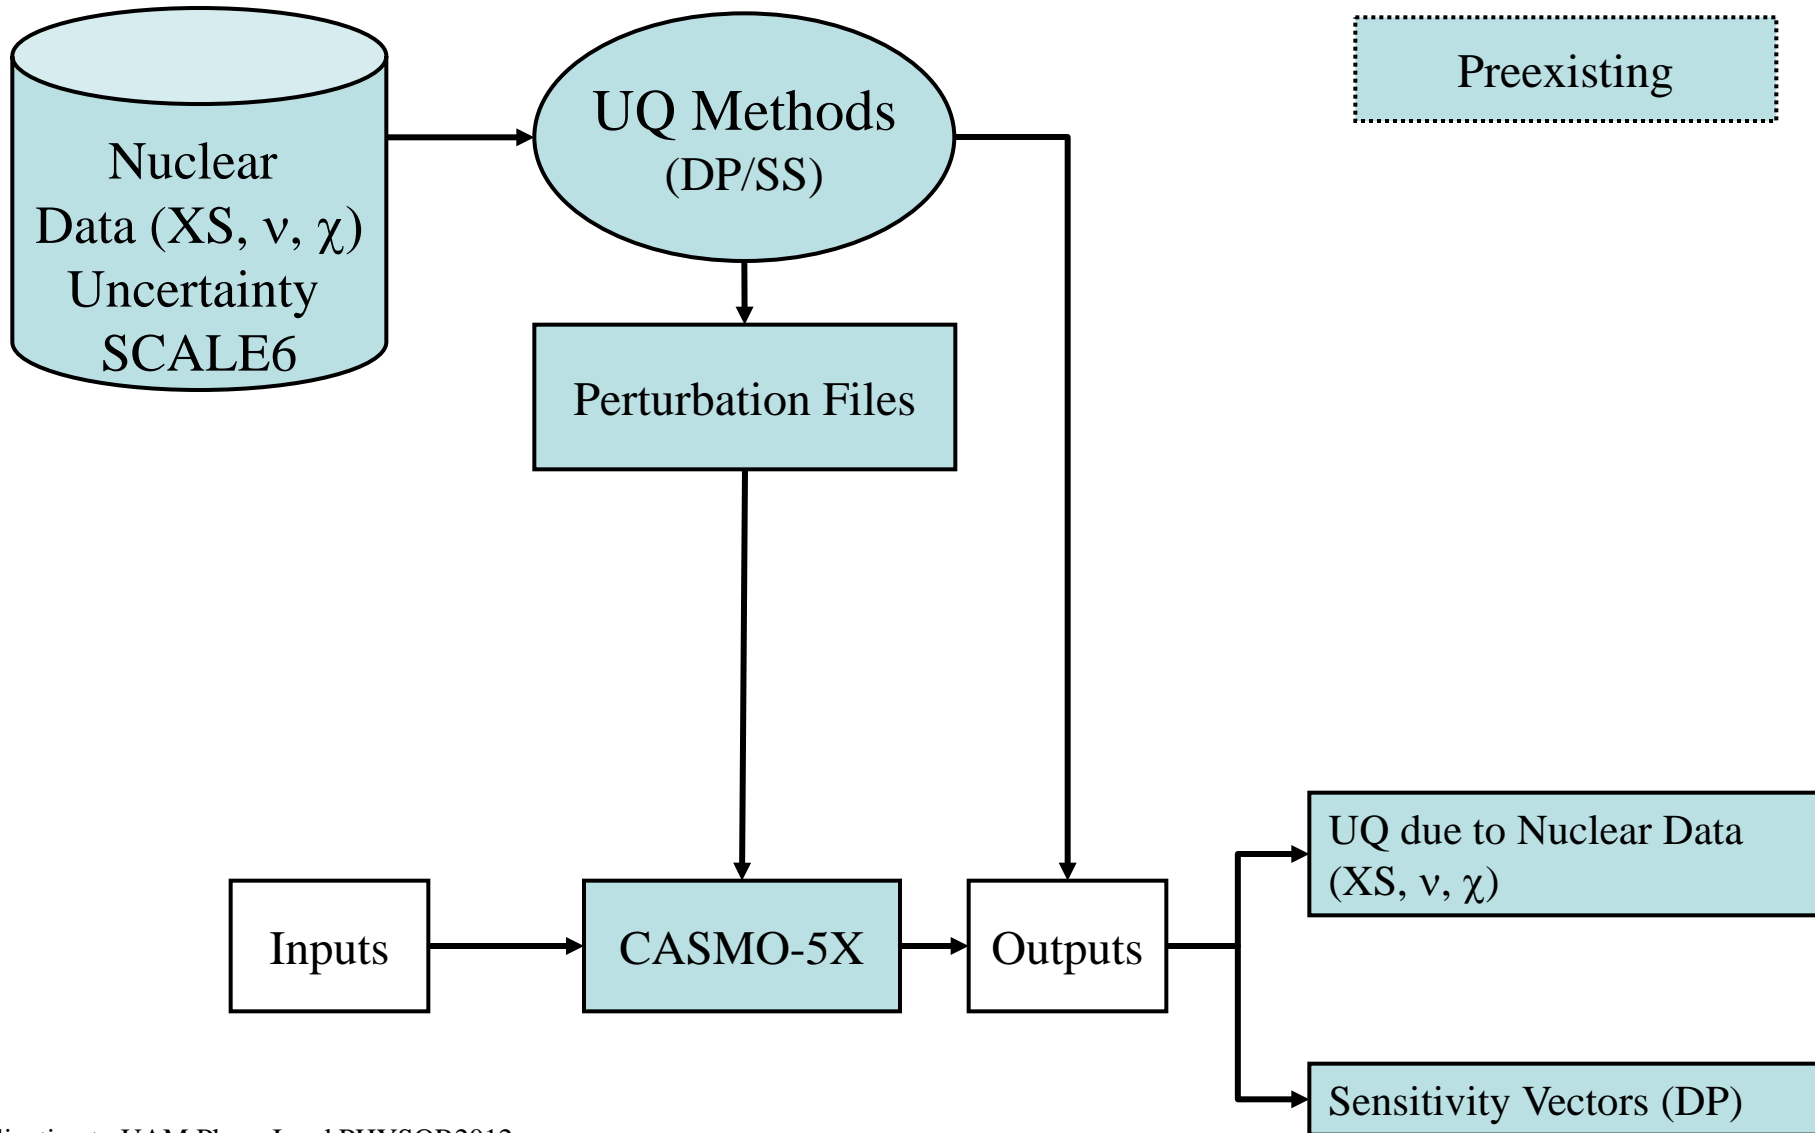 Nuclear
Data (XS, ν, χ)
Uncertainty
SCALE6
UQ Methods
(DP/SS)
Preexisting
Perturbation Files
Inputs
CASMO-5X
Outputs
UQ due to Nuclear Data
(XS, ν, χ)
Sensitivity Vectors (DP)